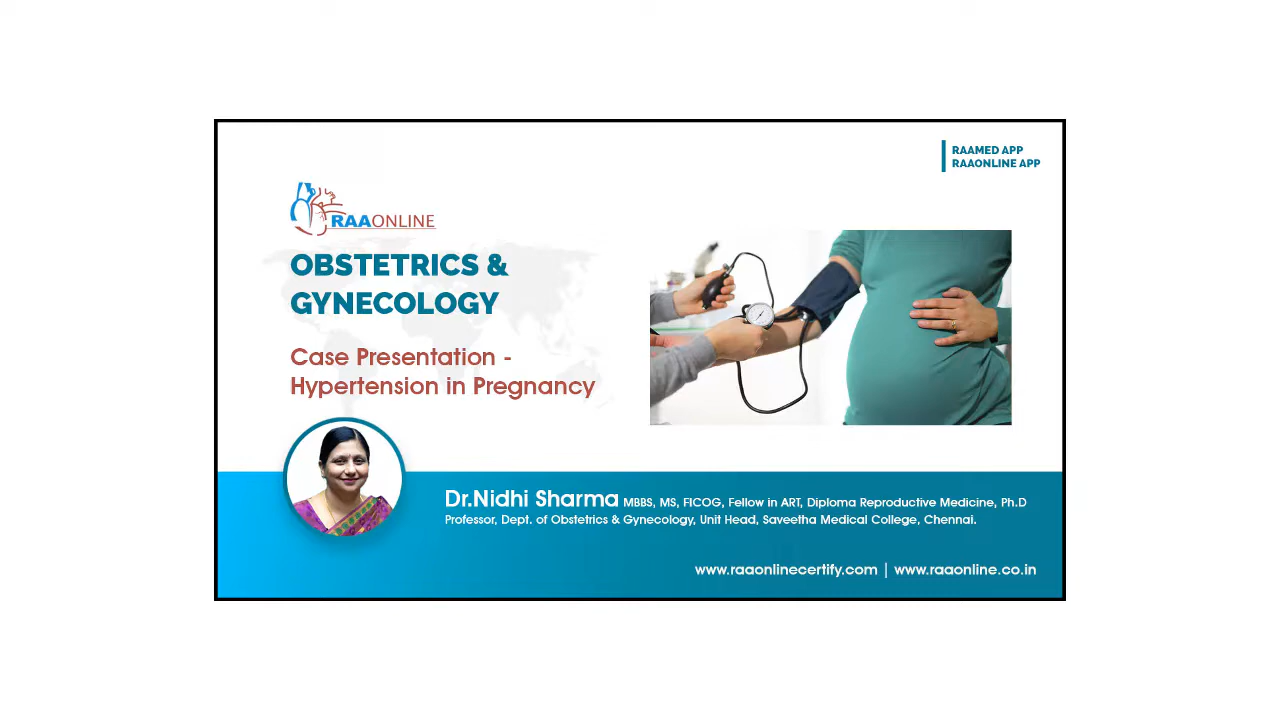 RAAMED APP
RAAONLINE APP
RAAONLINE
OBSTETRICS &
GYNECOLOGY
Case Presentation -
Hypertension in Pregnancy
Dr.Nidhi Sharma MBBS, MS, FICOG, Fellow in ART, Diploma Reproductive Medicine, Ph.D
Professor, Dept. of Obstetrics & Gynecology, Unit Head, Saveetha Medical College, Chennai.
www.raaonlinecertify.com | www.raaonline.co.in